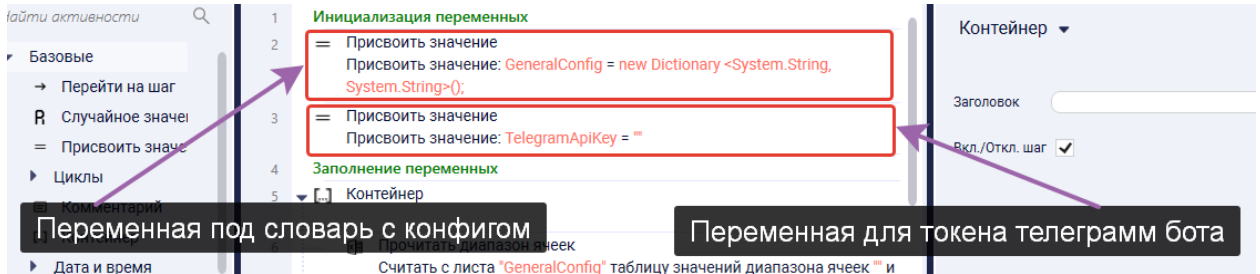 Найти активности
Базовые
Перейти на шаг
Случайное значен
Присвоить значе
Циклы
Комментарий
Контейнер
Дата и время
1 Инициализация переменных
2 = Присвоить значение
Присвоить значение: GeneralConfig = new Dictionary <System.String,
System.String>();
3 = Присвоить значение
Присвоить значение: TelegramApiKey = ""
4 Заполнение переменных
5 [...] Контейнер
6 Прочитать диапазон ячеек
Считать с листа "GeneralConfig" таблицу значений диапазона ячеек "" и
Контейнер
Заголовок
Вкл./Откл. шаг
Переменная под словарь с конфигом
Переменная для токена телеграмм бота